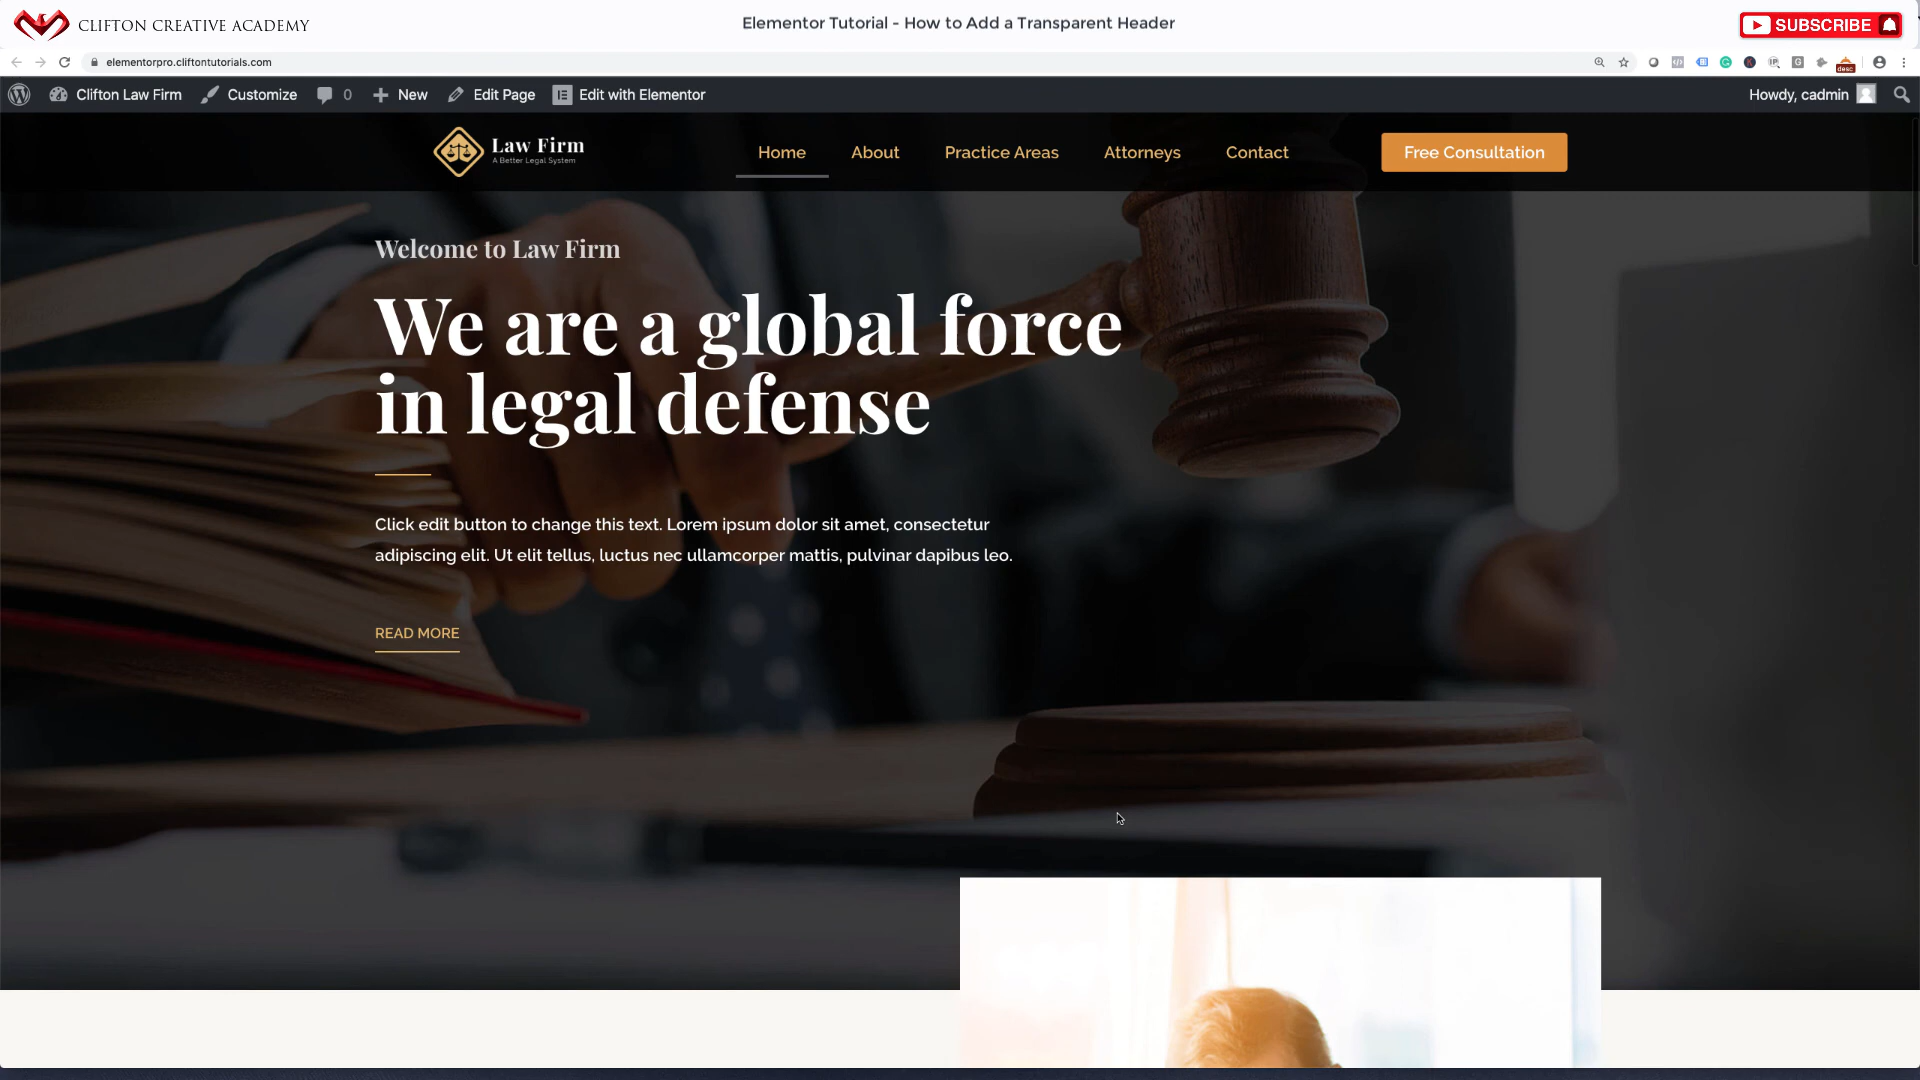 CLIFTON CREATIVE ACADEMY
Elementor Tutorial - How to Add a Transparent Header
SUBSCRIBE
elementorpro.cliftontutorials.com
desc
Clifton Law Firm
Customize
0
New
Edit Page
Edit with Elementor
Howdy, cadmin
Law Firm
A Better Legal System
Home
About
Practice Areas
Attorneys
Contact
Free Consultation
Welcome to Law Firm
We are a global force
in legal defense
Click edit button to change this text. Lorem ipsum dolor sit amet, consectetur
adipiscing elit. Ut elit tellus, luctus nec ullamcorper mattis, pulvinar dapibus leo.
READ MORE